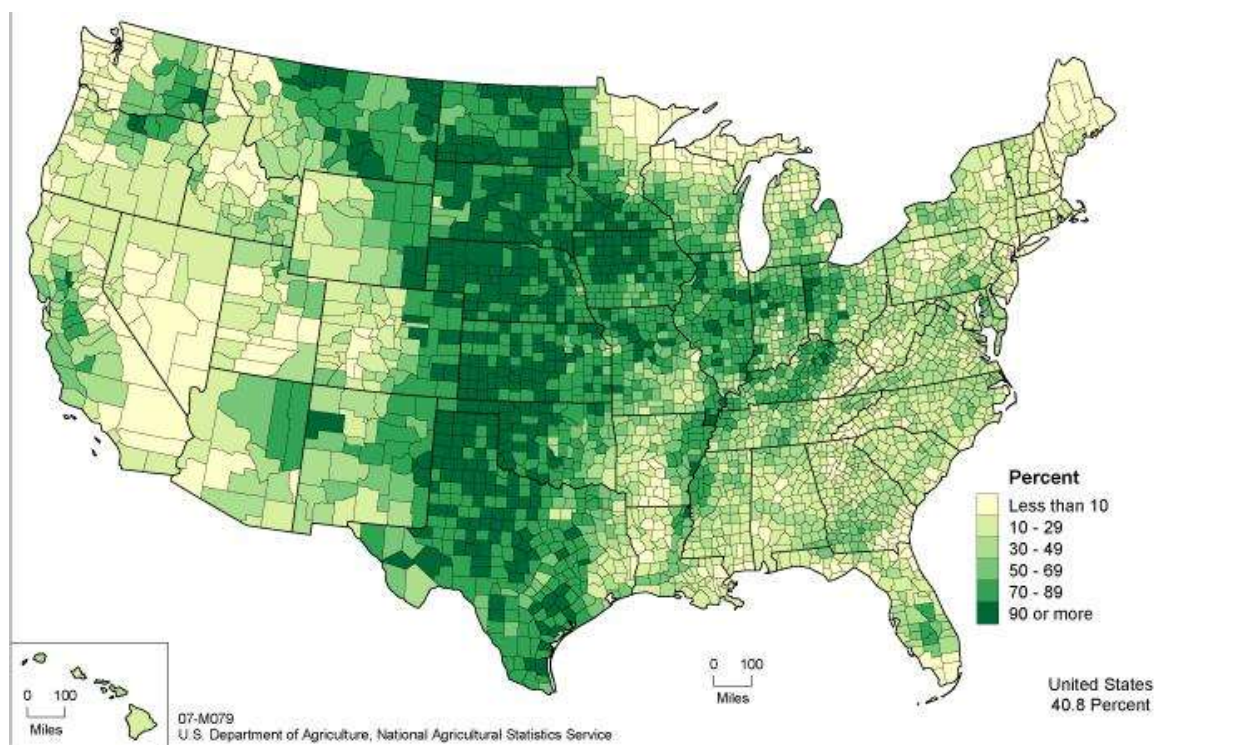 Percent
Less than 10
10 - 29
30 - 49
50 - 69
70 - 89
90 or more
0 100
Miles
United States
40.8 Percent
0 100
Miles
07-M079
U.S. Department of Agriculture, National Agricultural Statistics Service